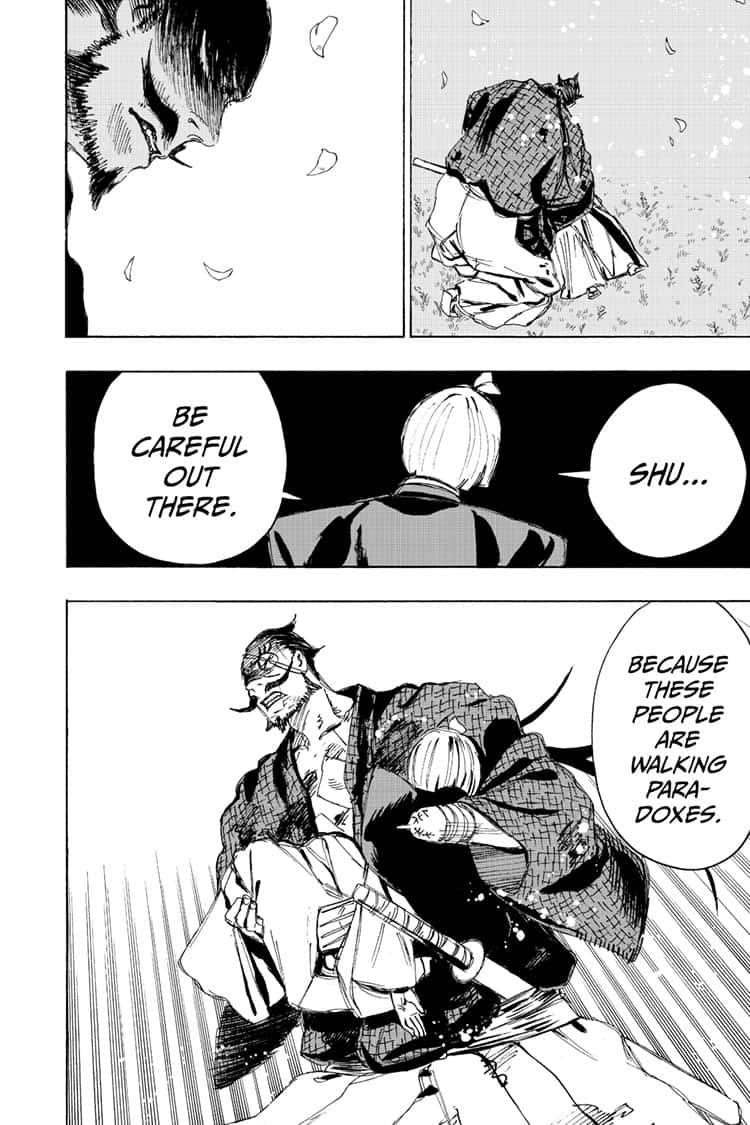 SHU...
BE
CAREFUL
OUT
THERE.
BECAUSE
THESE
PEOPLE
ARE
WALKING
PARA-
DOXES.